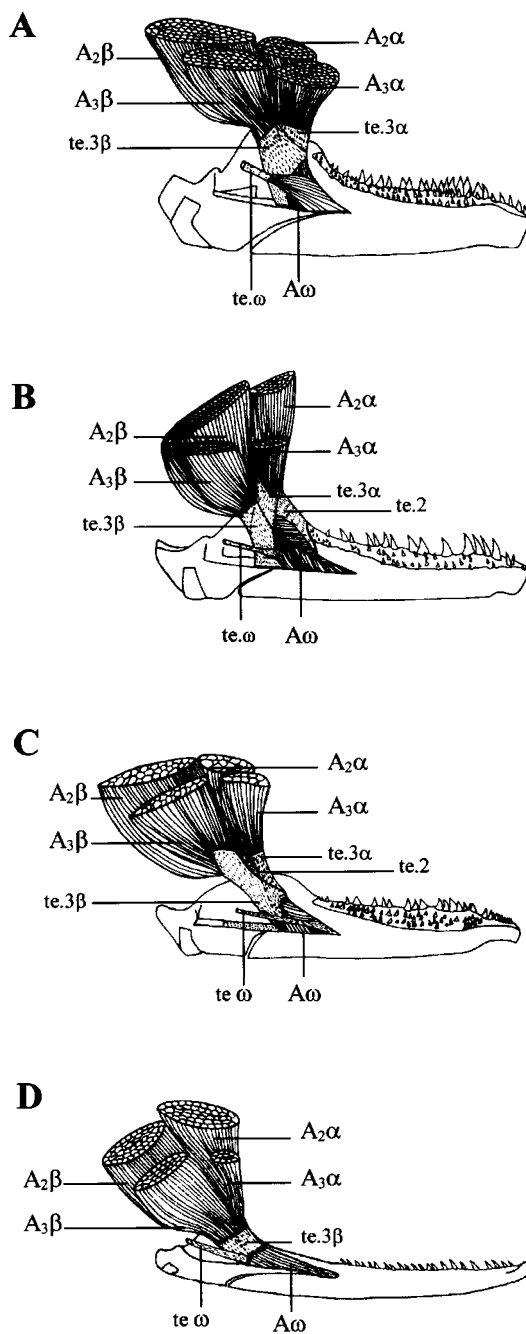 A
A₂β
A₂α
A₃β
A₃α
te.3β
te.3α
te.ω
Aω
B
A₂β
A₂α
A₃β
A₃α
te.3β
te.3α
te.2
te.ω
Aω
C
A₂β
A₂α
A₃β
A₃α
te.3α
te.2
te.3β
te ω
Aω
D
A₂α
A₂β
A₃α
A₃β
te.3β
te ω
Aω